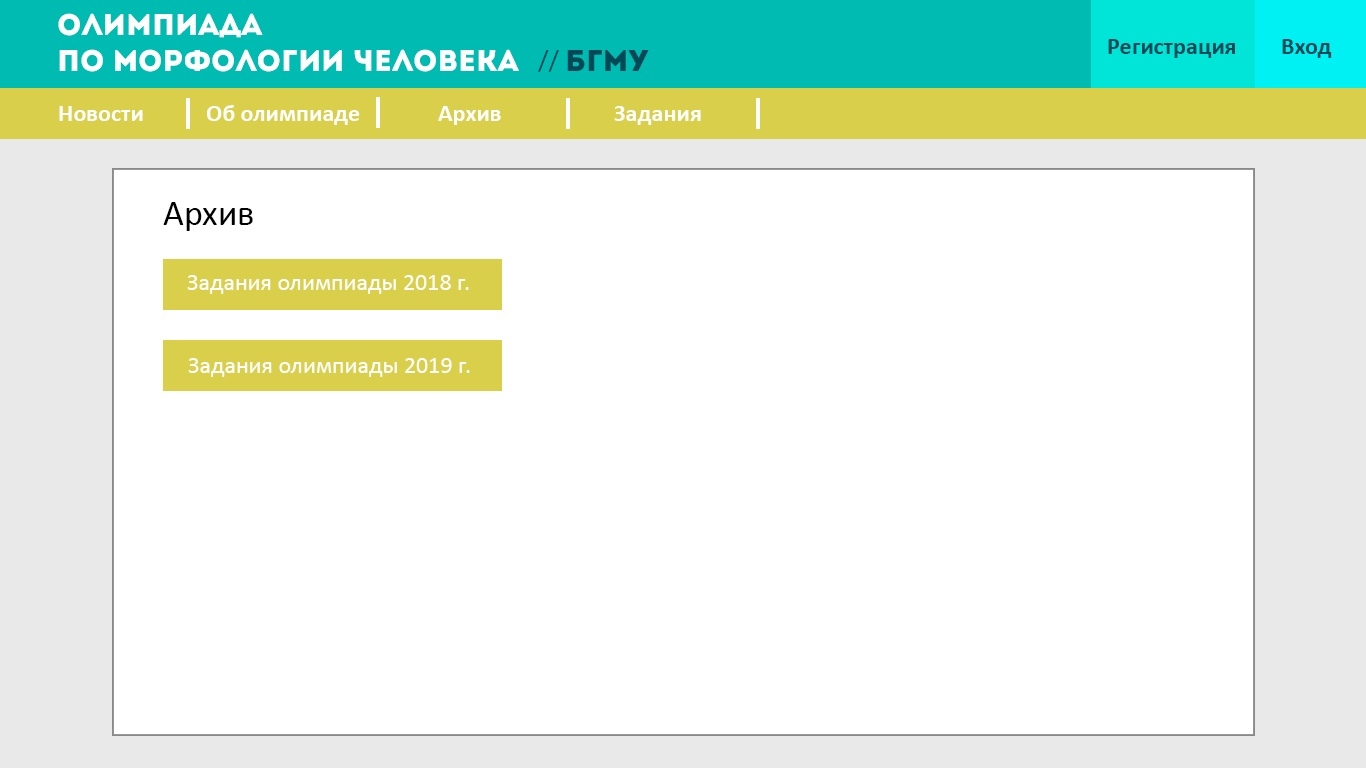 ОЛИМПИАДА
ПО МОРФОЛОГИИ ЧЕЛОВЕКА // БГМУ
Регистрация
Вход
Новости
Об олимпиаде
Архив
Задания
Архив
Задания олимпиады 2018 г.
Задания олимпиады 2019 г.